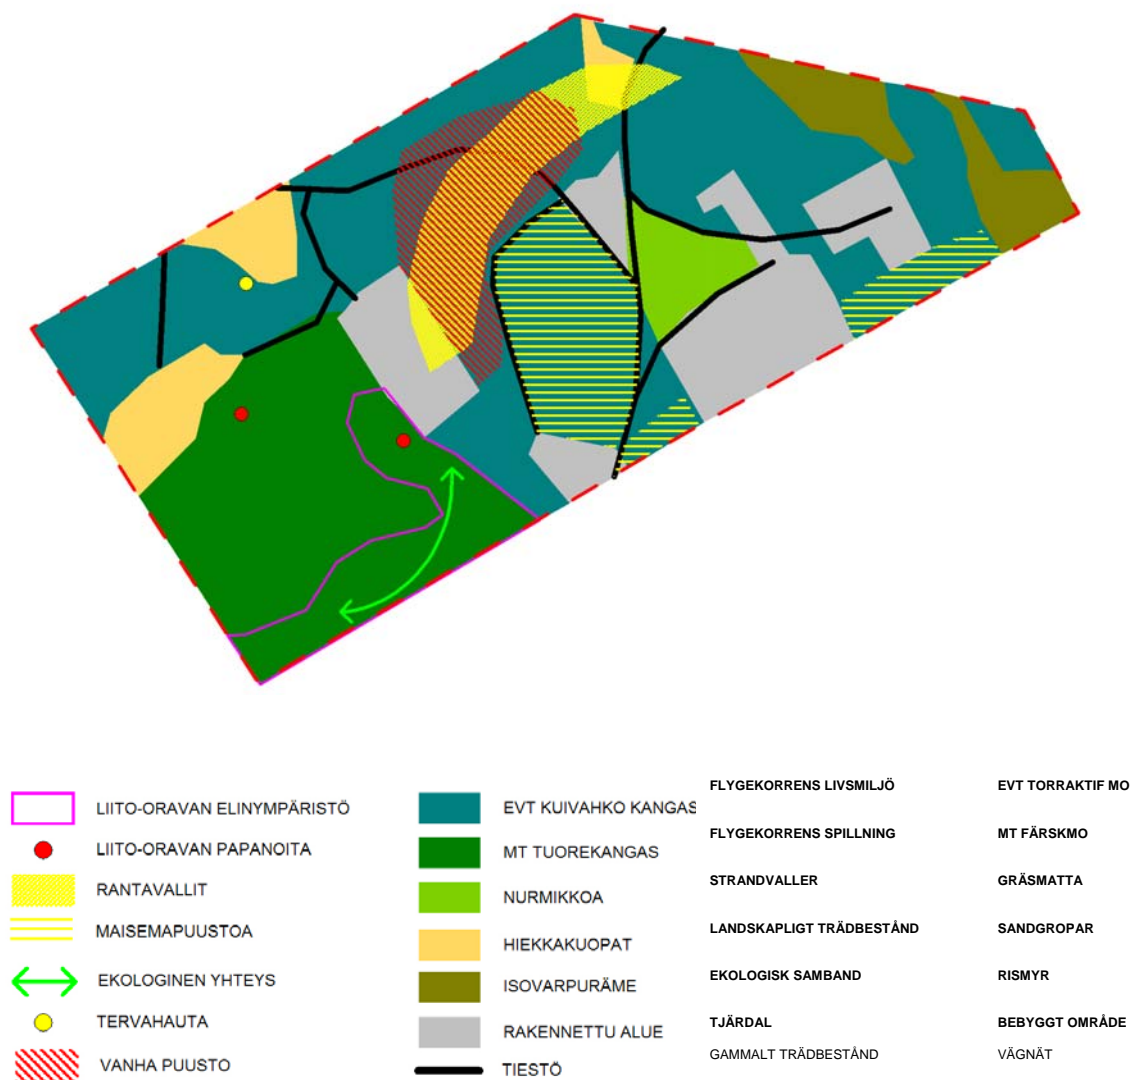 LIITO-ORAVAN ELINYMPÄRISTÖ
LIITO-ORAVAN PAPANOITA
RANTAVALLIT
MAISEMAPUUSTOA
EKOLOGINEN YHTEYS
TERVAHAUTA
VANHA PUUSTO
EVT KUIVAHKO KANGAS
MT TUOREKANGAS
NURMIKKOA
HIEKKAKUOPAT
ISOVARPURÄME
RAKENNETTU ALUE
TIESTÖ
FLYGEKORRENS LIVSMILJÖ
FLYGEKORRENS SPILLNING
STRANDVALLER
LANDSKAPLIGT TRÄDBESTÅND
EKOLOGISK SAMBAND
TJÄRDAL
GAMMALT TRÄDBESTÅND
EVT TORRAKTIF MO
MT FÄRSKMO
GRÄSMATTA
SANDGROPAR
RISMYR
BEBYGGT OMRÅDE
VÄGNÄT